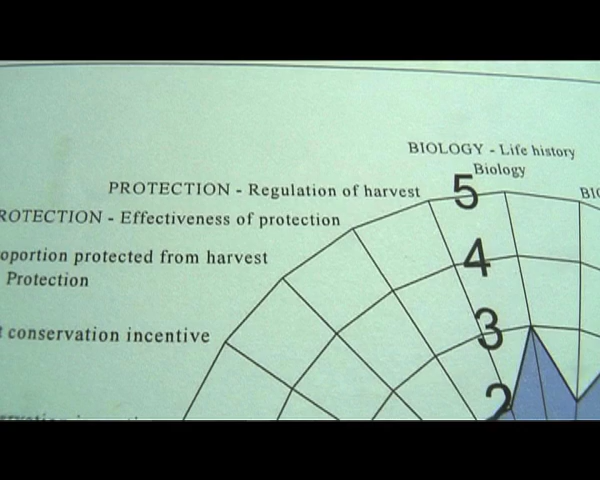 BIOLOGY - Life history
Biology
PROTECTION - Regulation of harvest
5
BIO
ROTECTION - Effectiveness of protection
oportion protected from harvest
4
Protection
conservation incentive
3
2